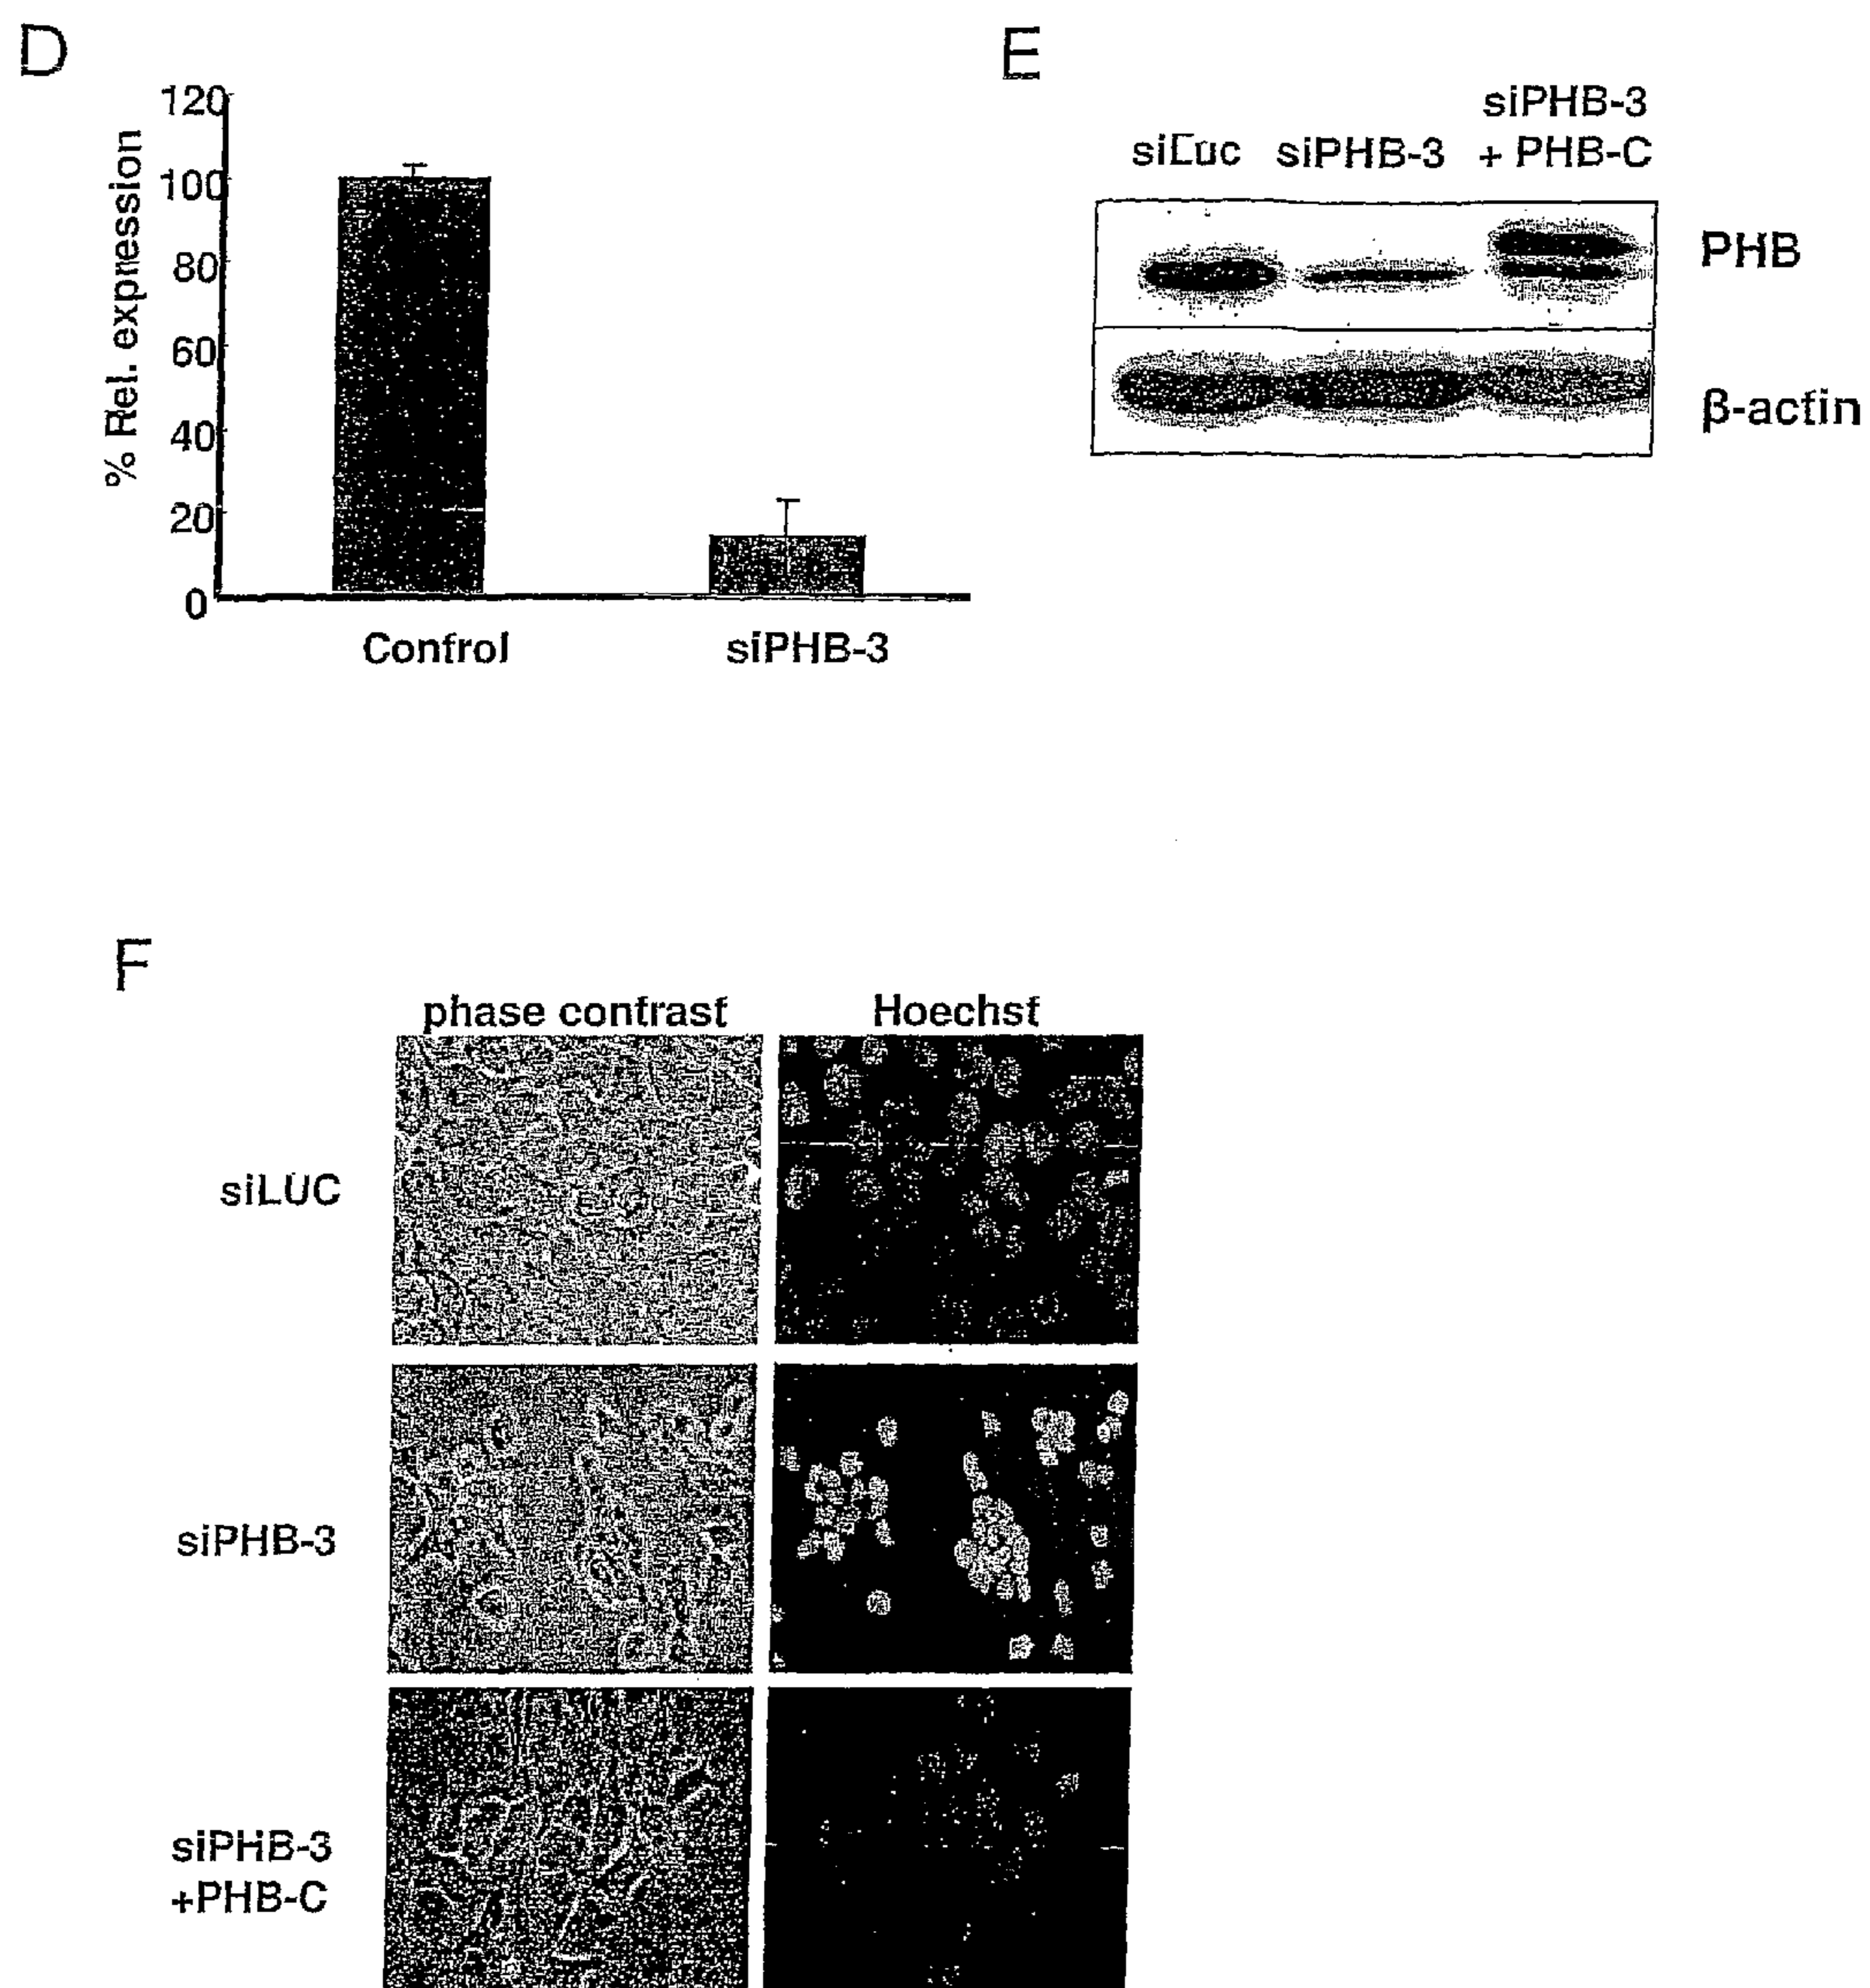 D
120
100
80
60
40
20
0
% Rel. expression
Control
siPHB-3
E
siLuc
siPHB-3
siPHB-3
+ PHB-C
PHB
β-actin
F
phase contrast
Hoechst
siLUC
siPHB-3
siPHB-3
+PHB-C